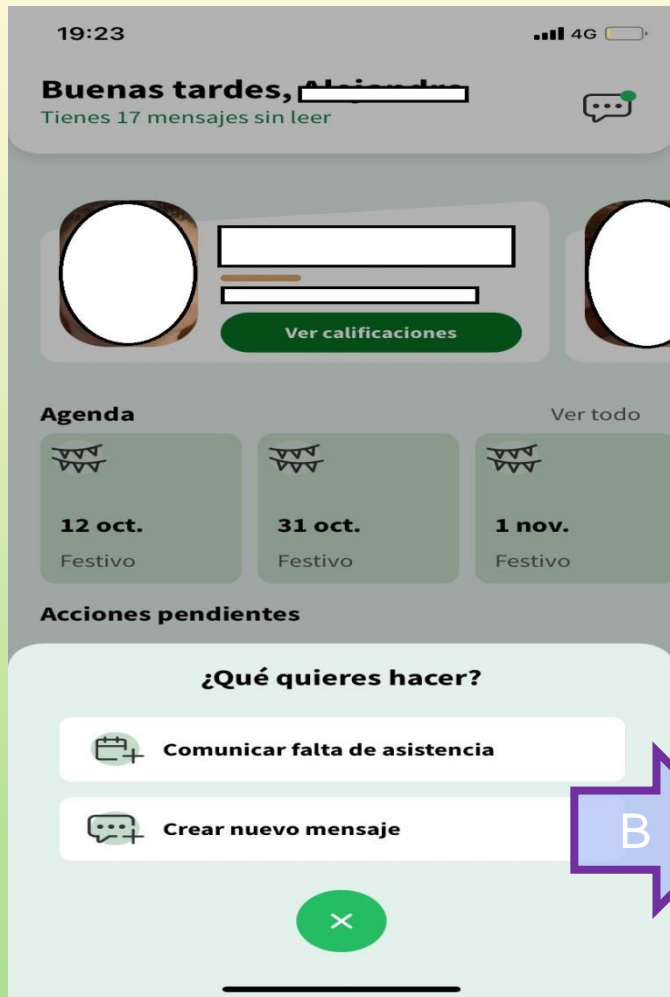 19:23
4G
Buenas tardes,
Tienes 17 mensajes sin leer
Ver calificaciones
Agenda
Ver todo
12 oct.
31 oct.
1 nov.
Festivo
Festivo
Festivo
Acciones pendientes
¿Qué quieres hacer?
Comunicar falta de asistencia
Crear nuevo mensaje
B